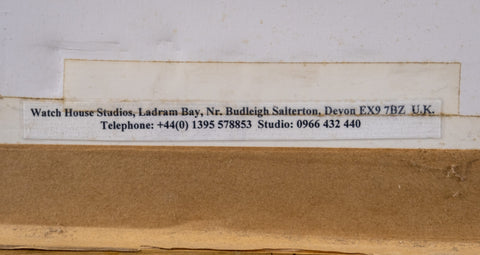 Watch House Studios, Ladram Bay, Nr. Budleigh Salterton, Devon EX9 7BZ U.K.
Telephone: +44(0) 1395 578853 Studio: 0966 432 440